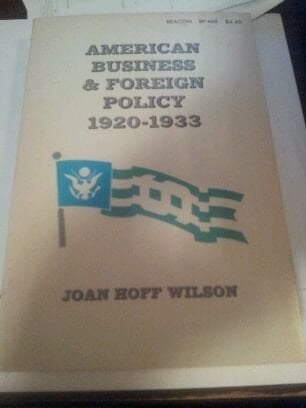 BEACON BP 468 $4.45
AMERICAN
BUSINESS
& FOREIGN
POLICY
1920-1933
JOAN HOFF WILSON